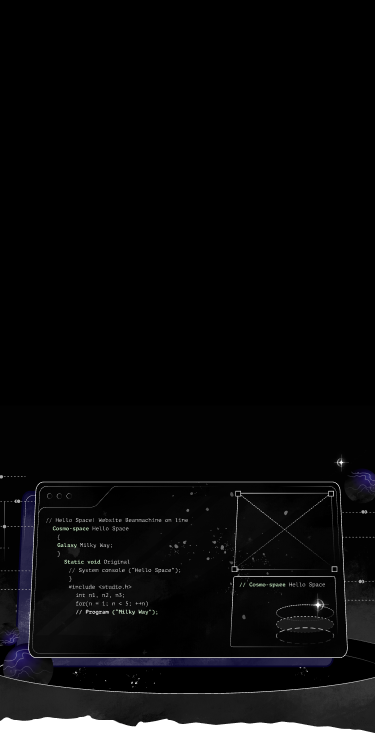 // Hello Space! Website Beammachine on line
Cosmo-space Hello Space
{
Galaxy Milky Way;
}
Static void Original
// System console ("Hello Space");
}
#include <studio.h>
int n1, n2, n3;
for(n = 1; n < 5; ++n)
// Program ("Milky Way");
// Cosmo-space Hello Space